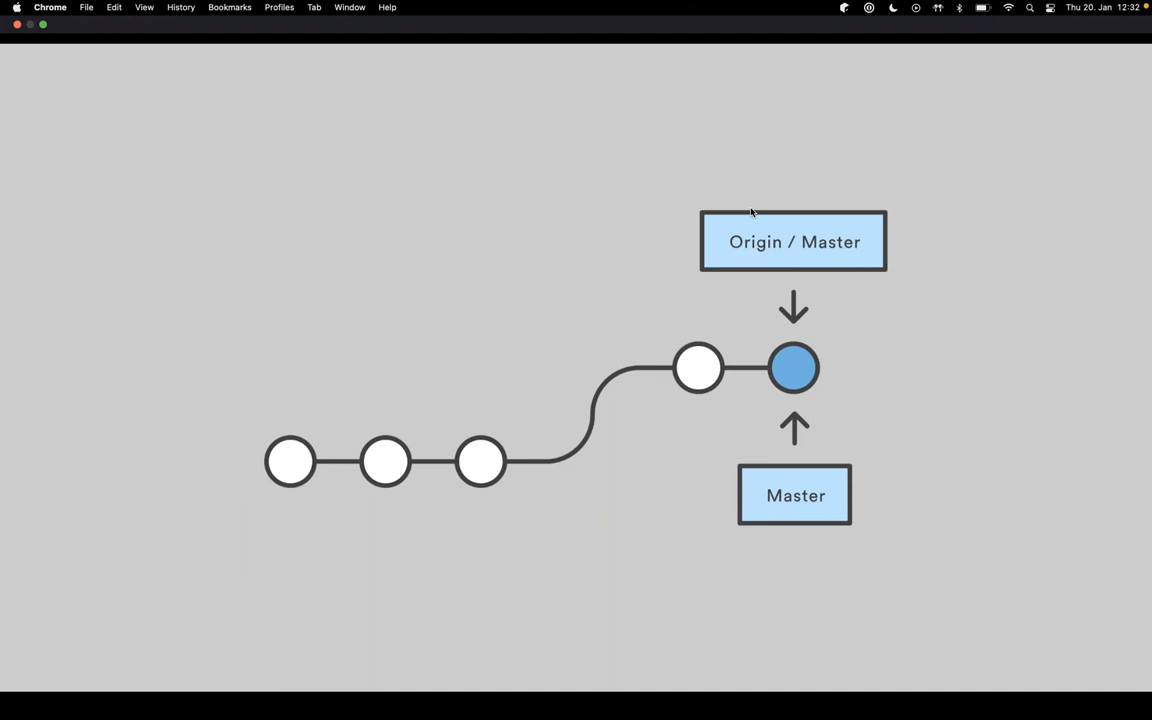 Chrome File Edit View History Bookmarks Profiles Tab Window Help Thu 20. Jan 12:32
Origin / Master
Master